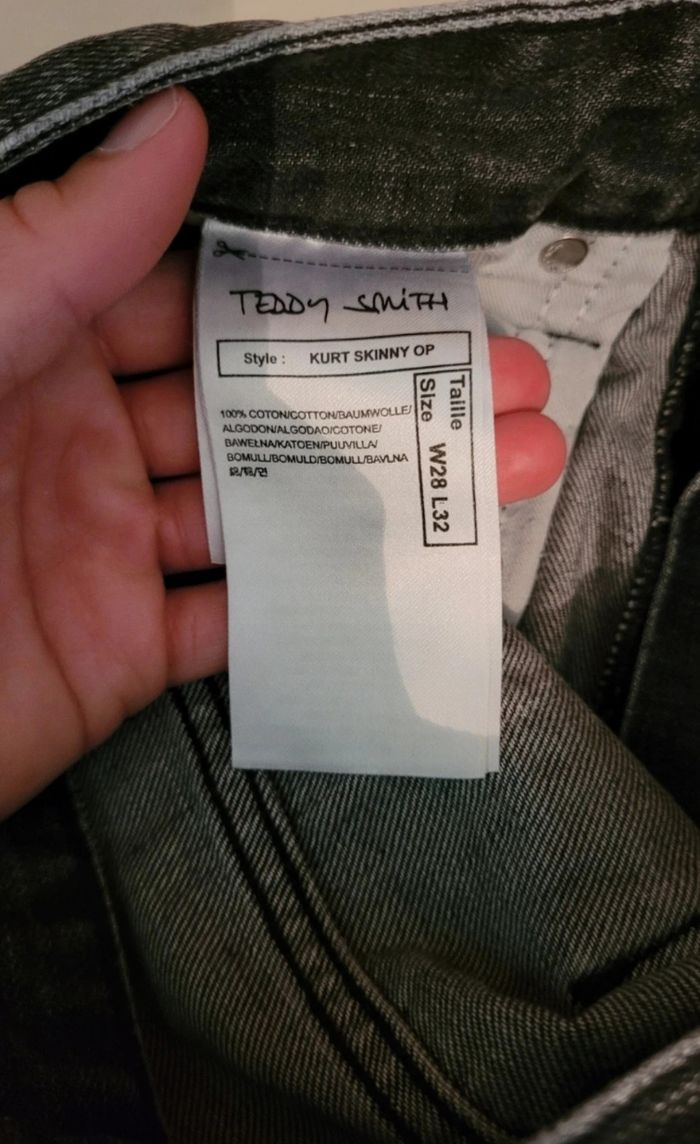 TEDDY SMITH
Style : KURT SKINNY OP
100% COTON/COTTON/BAUMWOLLE/
ALGODON/ALGODAO/COTONE/
BAWEŁNA/KATOEN/PUUVILLA/
BOMULL/BOMULD/BOMULL/BAVLNA
Taille
Size W28 L32